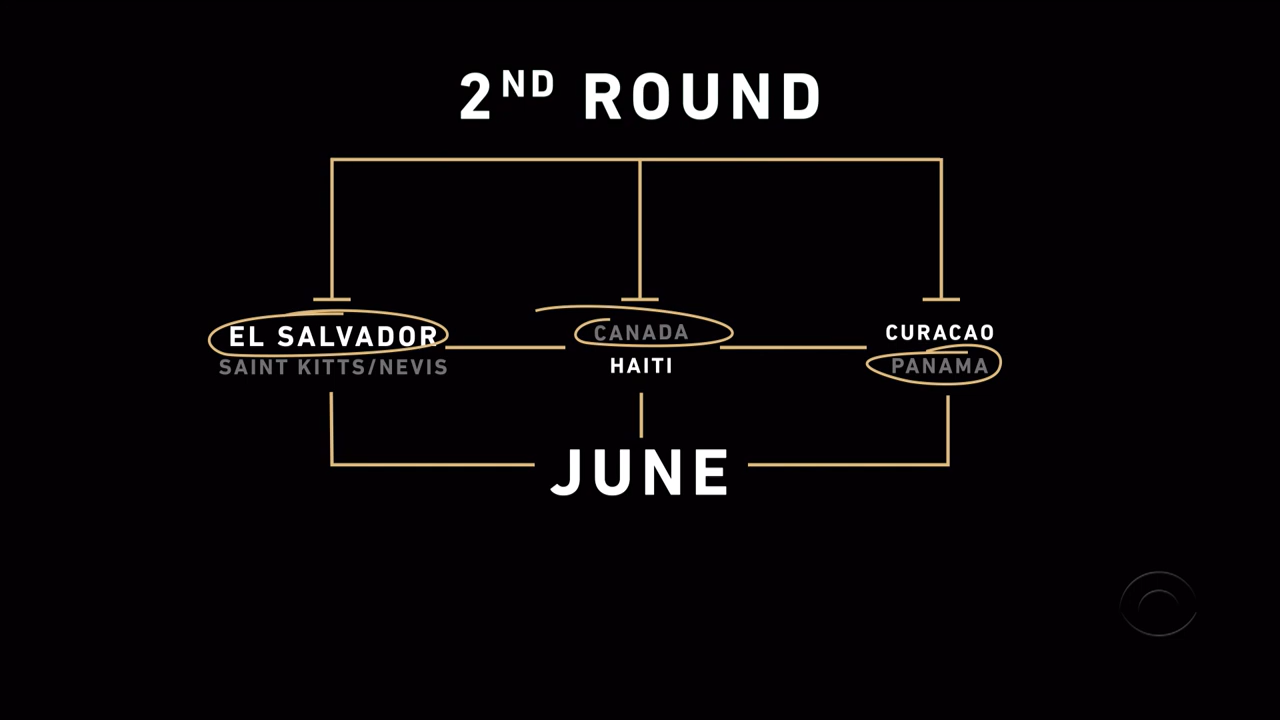 2ND ROUND
EL SALVADOR
SAINT KITTS/NEVIS
CANADA
HAITI
CURACAO
PANAMA
JUNE